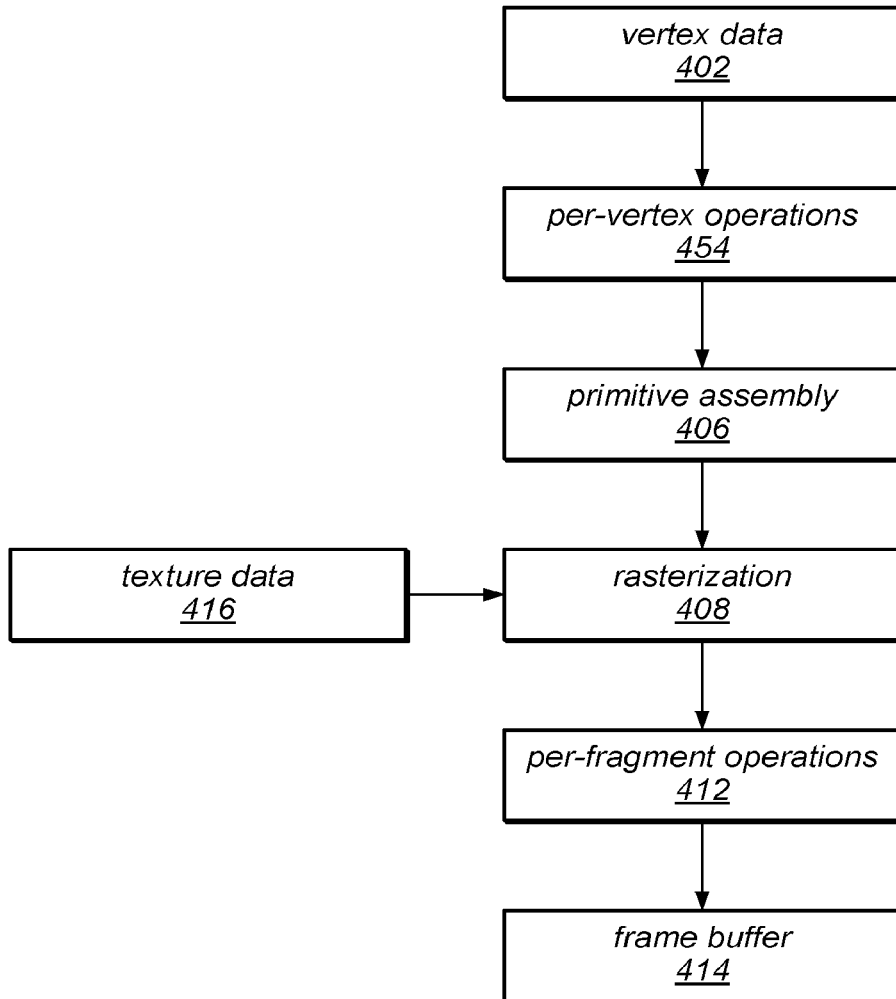 vertex data
402
per-vertex operations
454
primitive assembly
406
texture data
416
rasterization
408
per-fragment operations
412
frame buffer
414